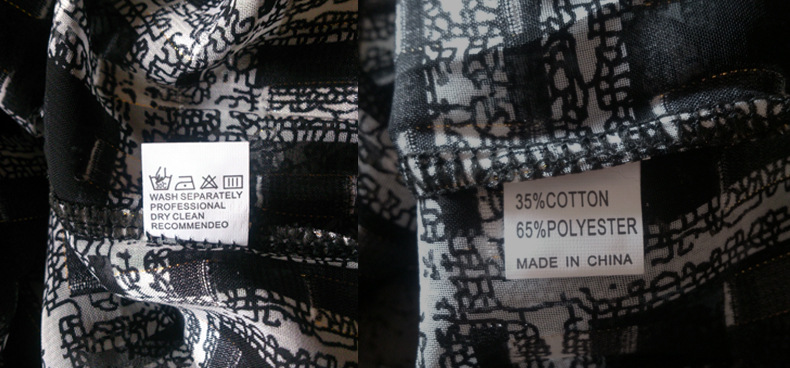 WASH SEPARATELY
PROFESSIONAL
DRY CLEAN
RECOMMENDEO
35%COTTON
65%POLYESTER
MADE IN CHINA